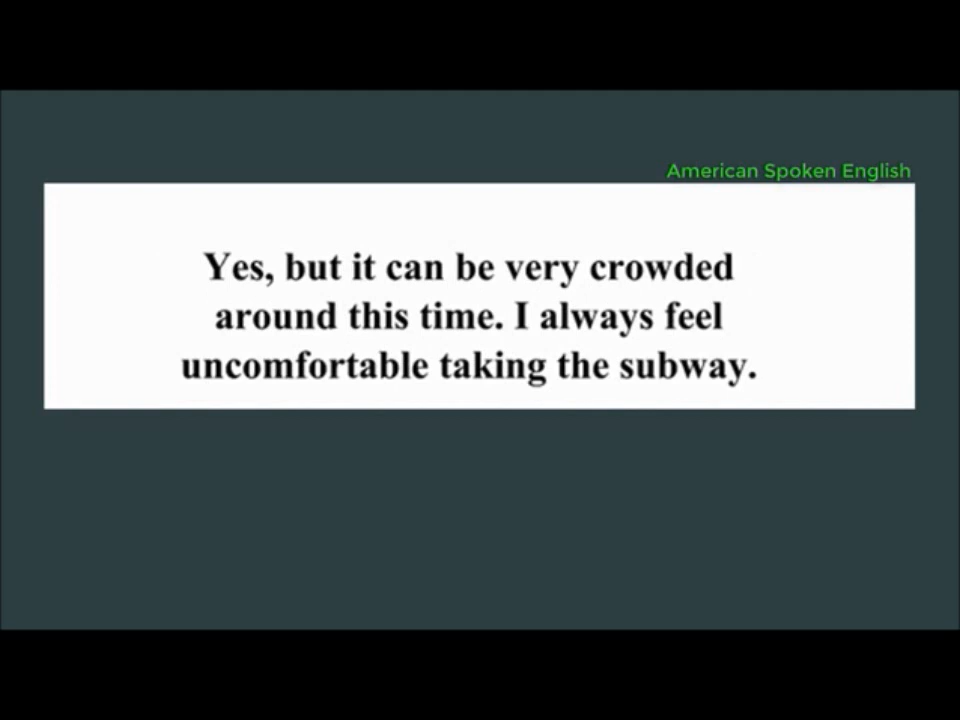 American Spoken English
Yes, but it can be very crowded
around this time. I always feel
uncomfortable taking the subway.